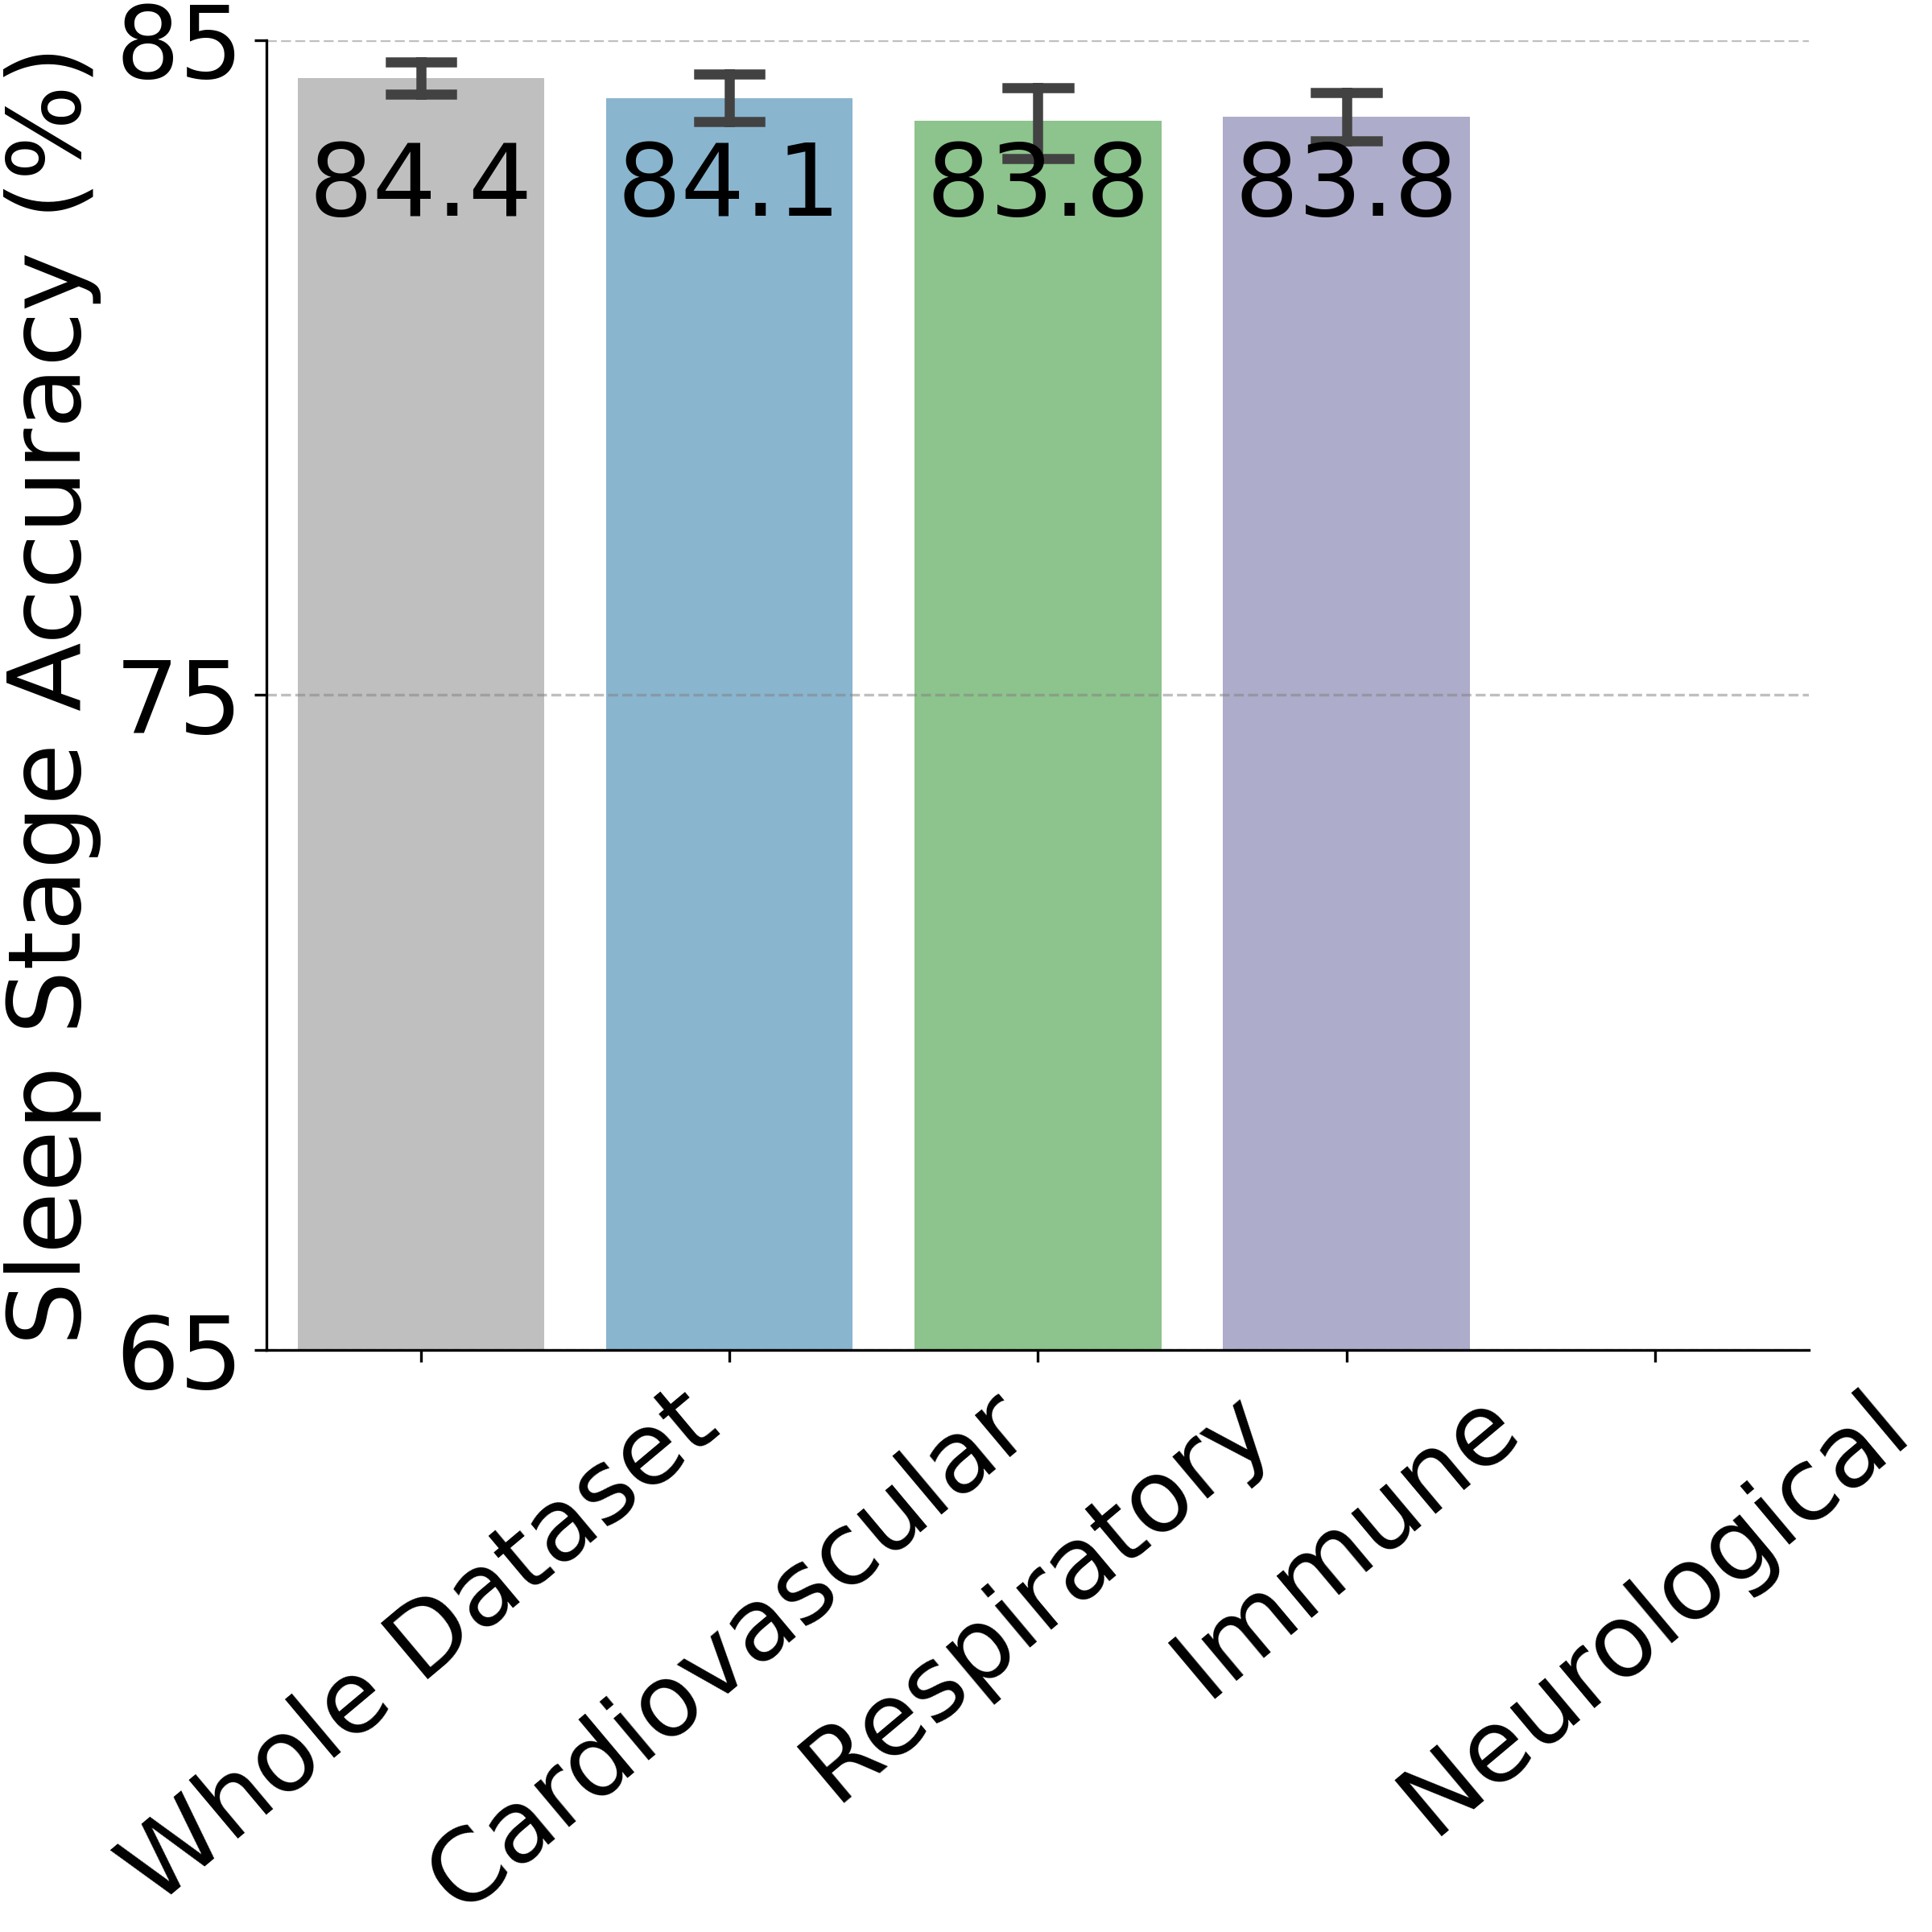 Sleep Stage Accuracy (%)
85
75
65
84.4
84.1
83.8
83.8
Whole Dataset
Cardiovascular
Respiratory
Immune
Neurological